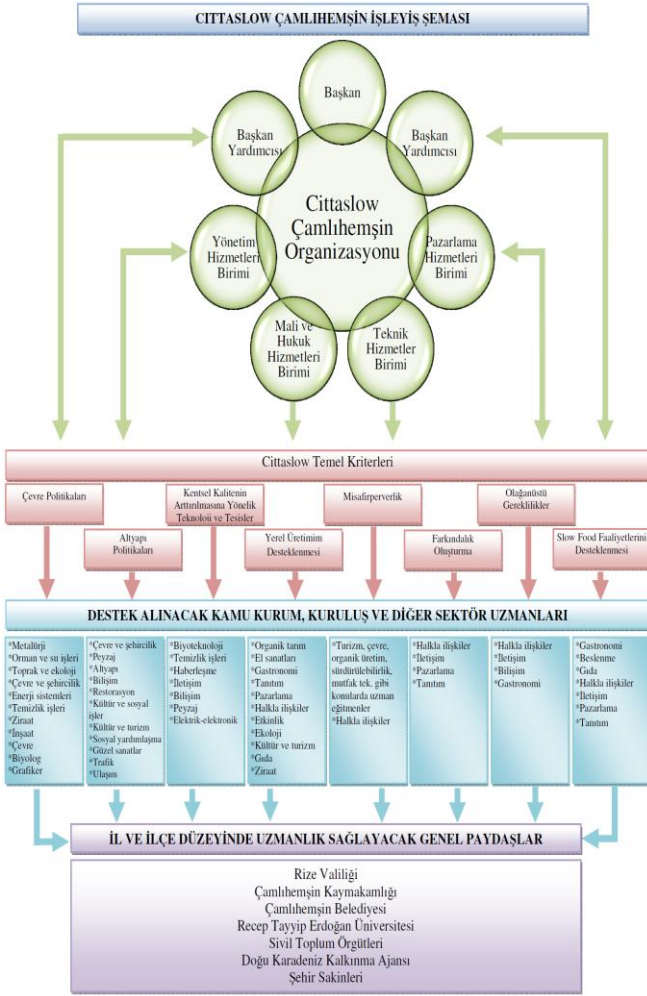 CITTASLOW ÇAMLIHEMŞİN İŞLEYİŞ ŞEMASI
Başkan
Başkan
Yardımcısı
Başkan
Yardımcısı
Cittaslow
Çamlıhemşin
Organizasyonu
Yönetim
Hizmetleri
Birimi
Pazarlama
Hizmetleri
Birimi
Mali ve
Hukuk
Hizmetleri
Birimi
Teknik
Hizmetler
Birimi
Cittaslow Temel Kriterleri
Çevre Politikaları
Kentsel Kalitenin
Arttırılmasına Yönelik
Teknoloji ve Tesisler
Misafirperverlik
Olağanüstü
Gereklilikler
Altyapı
Politikaları
Yerel Üretimim
Desteklenmesi
Farkındalık
Oluşturma
Slow Food Faaliyetlerini
Desteklenmesi
DESTEK ALINACAK KAMU KURUM, KURULUŞ VE DİĞER SEKTÖR UZMANLARI
*Metalürji
*Orman ve su işleri
*Toprak ve ekoloji
*Çevre ve şehircilik
*Enerji sistemleri
*Temizlik işleri
*Ziraat
*İnşaat
*Çevre
*Biyolog
*Grafiker
*Çevre ve şehircilik
*Peyzaj
*Altyapı
*Bilişim
*Restorasyon
*Kültür ve sosyal
işler
*Kültür ve turizm
*Sosyal yardımlaşma
*Güzel sanatlar
*Trafik
*Ulaşım
*Biyoteknoloji
*Temizlik işleri
*Haberleşme
*İletişim
*Bilişim
*Peyzaj
*Elektrik-elektronik
*Organik tarım
*El sanatları
*Gastronomi
*Tanıtım
*Pazarlama
*Halkla ilişkiler
*Etkinlik
*Ekoloji
*Kültür ve turizm
*Gıda
*Ziraat
*Turizm, çevre,
organik üretim,
sürdürülebilirlik,
mutfak tek. gibi
konularda uzman
eğitmenler
*Halkla ilişkiler
*Halkla ilişkiler
*İletişim
*Pazarlama
*Tanıtım
*Halkla ilişkiler
*İletişim
*Bilişim
*Gastronomi
*Gastronomi
*Beslenme
*Gıda
*Halkla ilişkiler
*İletişim
*Pazarlama
*Tanıtım
İL VE İLÇE DÜZEYİNDE UZMANLIK SAĞLAYACAK GENEL PAYDAŞLAR
Rize Valiliği
Çamlıhemşin Kaymakamlığı
Çamlıhemşin Belediyesi
Recep Tayyip Erdoğan Üniversitesi
Sivil Toplum Örgütleri
Doğu Karadeniz Kalkınma Ajansı
Şehir Sakinleri